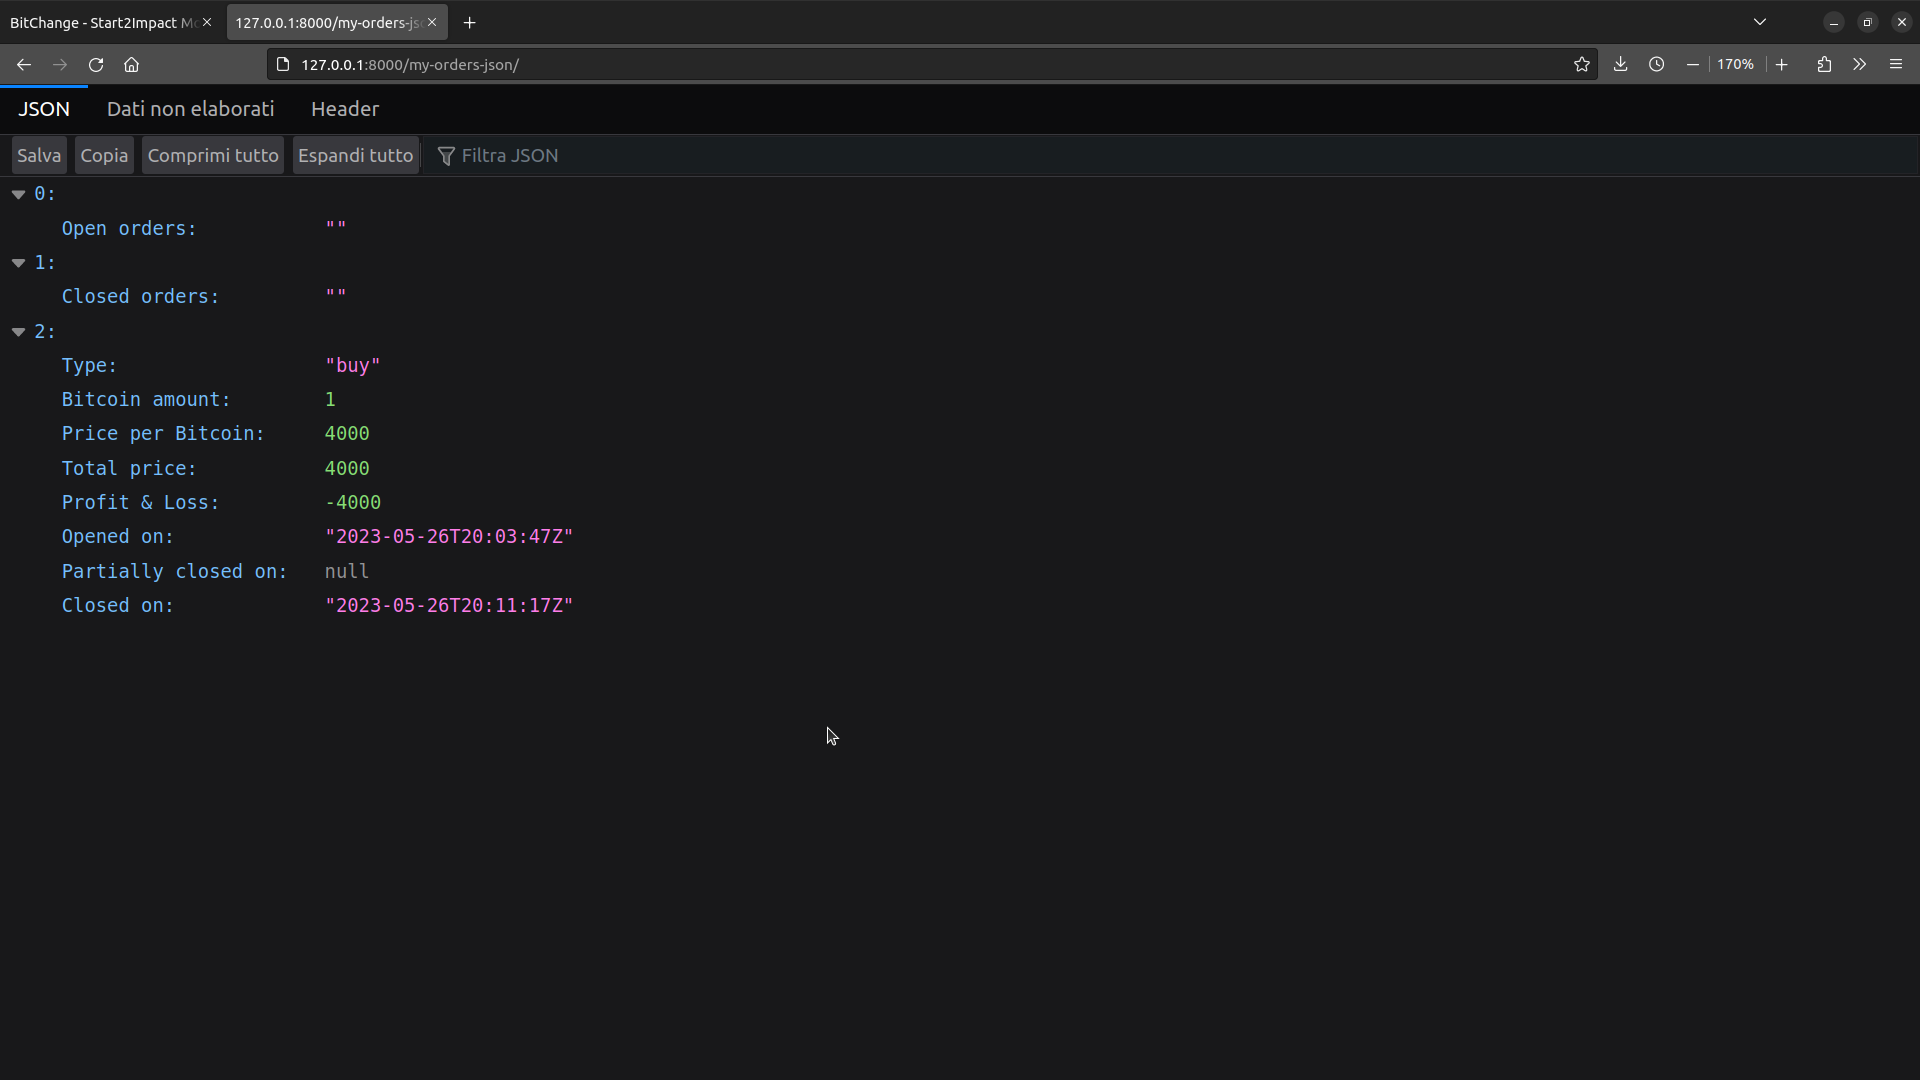 BitChange - Start2Impact M
127.0.0.1:8000/my-orders-js
127.0.0.1:8000/my-orders-json/
170%
JSON Dati non elaborati Header
Salva Copia Comprimi tutto Espandi tutto Filtra JSON
0:
Open orders: ""
1:
Closed orders: ""
2:
Type: "buy"
Bitcoin amount: 1
Price per Bitcoin: 4000
Total price: 4000
Profit & Loss: -4000
Opened on: "2023-05-26T20:03:47Z"
Partially closed on: null
Closed on: "2023-05-26T20:11:17Z"